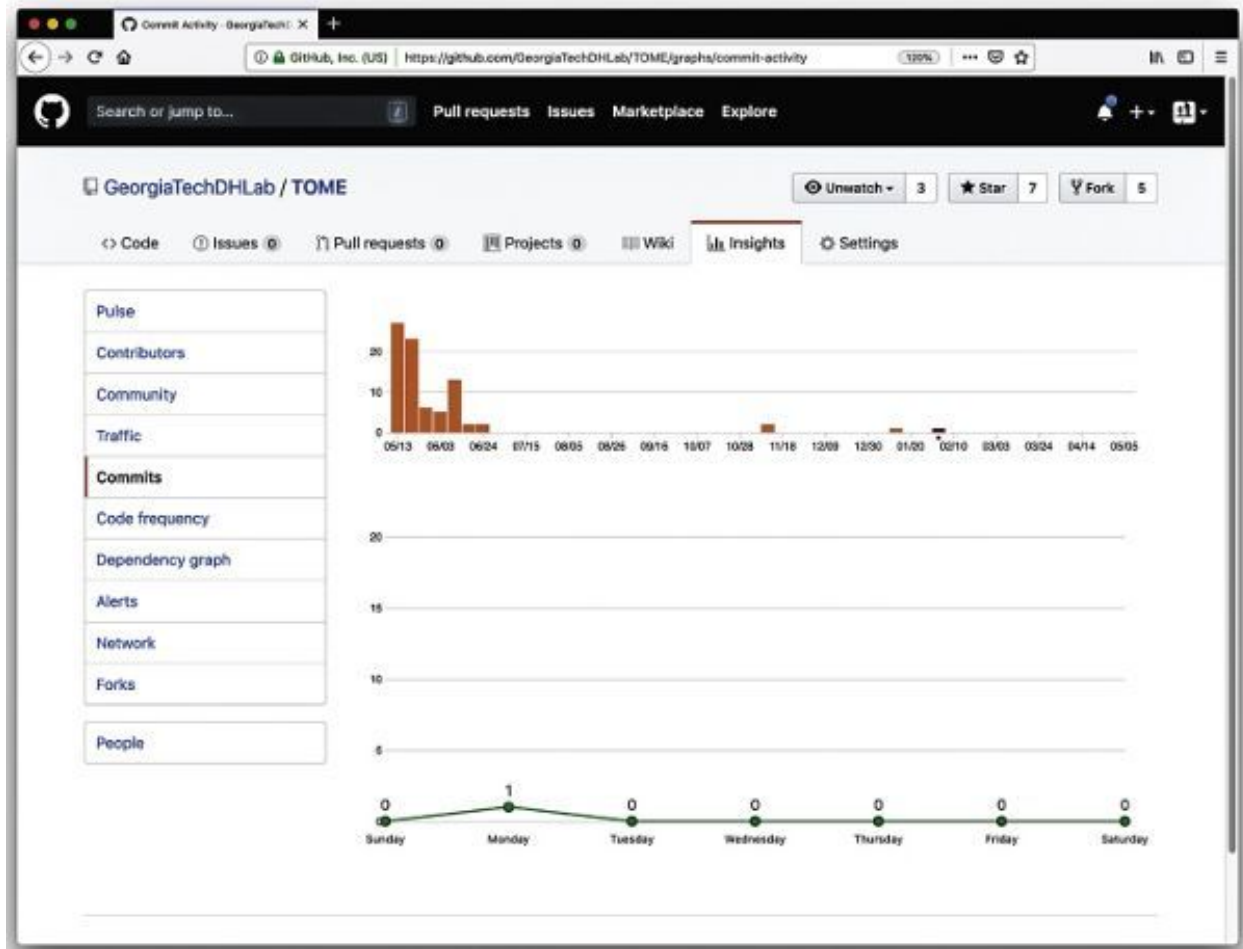 Commit Activity · GeorgiaTech
GitHub, Inc. (US) https://github.com/GeorgiaTechDHLab/TOME/graphs/commit-activity 120%
Search or jump to... / Pull requests Issues Marketplace Explore
GeorgiaTechDHLab / TOME Unwatch 3 Star 7 Fork 5
Code Issues 0 Pull requests 0 Projects 0 Wiki Insights Settings
Pulse
Contributors
Community
Traffic
Commits
Code frequency
Dependency graph
Alerts
Network
Forks
People
20
10
0
05/13 06/03 06/24 07/15 08/05 08/26 09/16 10/07 10/28 11/18 12/09 12/30 01/20 02/10 03/03 03/24 04/14 05/05
20
15
10
5
0 1 0 0 0 0 0
Sunday Monday Tuesday Wednesday Thursday Friday Saturday